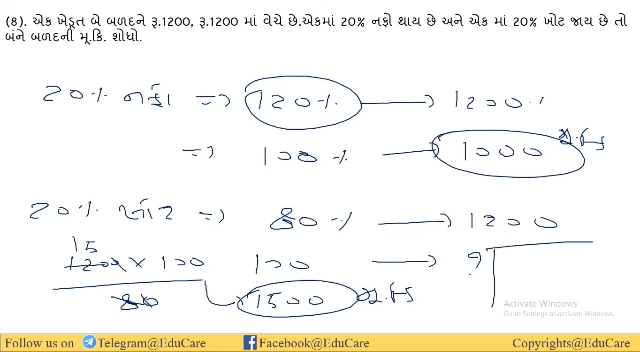 (8). એક ખેડૂત બે બળદને રૂ.1200, રૂ.1200 માં વેચે છે.એકમાં 20% નફો થાય છે અને એક માં 20% ખોટ જાય છે તો
બંને બળદની મૂ.કિ. શોધો.
20% નફો => 120% → 1200
=> 100% → 1000 મૂ.કિ
20% ખોટ => 80% → 1200
15
1200 x 100 100 → ?
80 1500 મૂ.કિ
Activate Windows
Go to Settings to activate Windows.
Follow us on Telegram@EduCare Facebook@EduCare Copyrights@EduCare